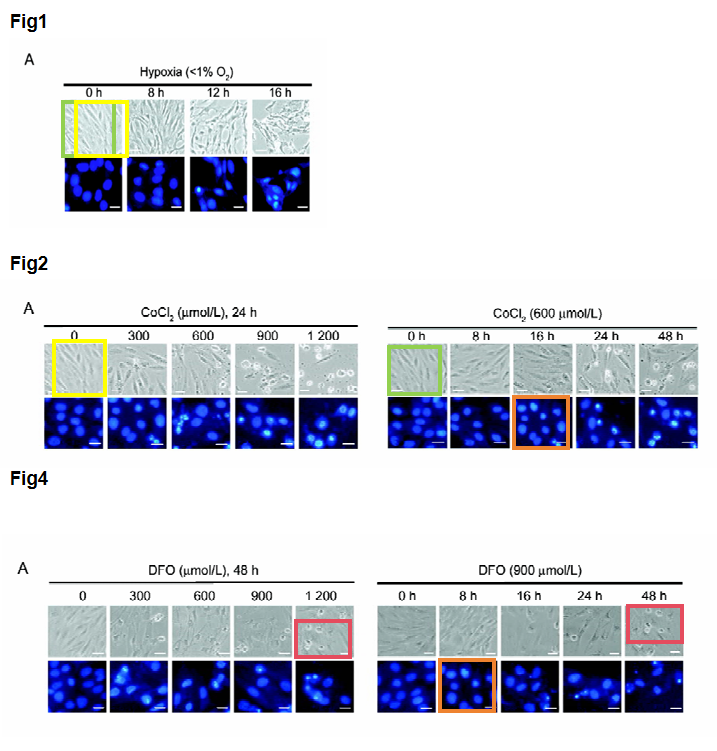 Fig1
A
Hypoxia (<1% O₂)
0 h 8 h 12 h 16 h
Fig2
A
CoCl₂ (μmol/L), 24 h
0 300 600 900 1 200
CoCl₂ (600 μmol/L)
0 h 8 h 16 h 24 h 48 h
Fig4
A
DFO (μmol/L), 48 h
0 300 600 900 1 200
DFO (900 μmol/L)
0 h 8 h 16 h 24 h 48 h